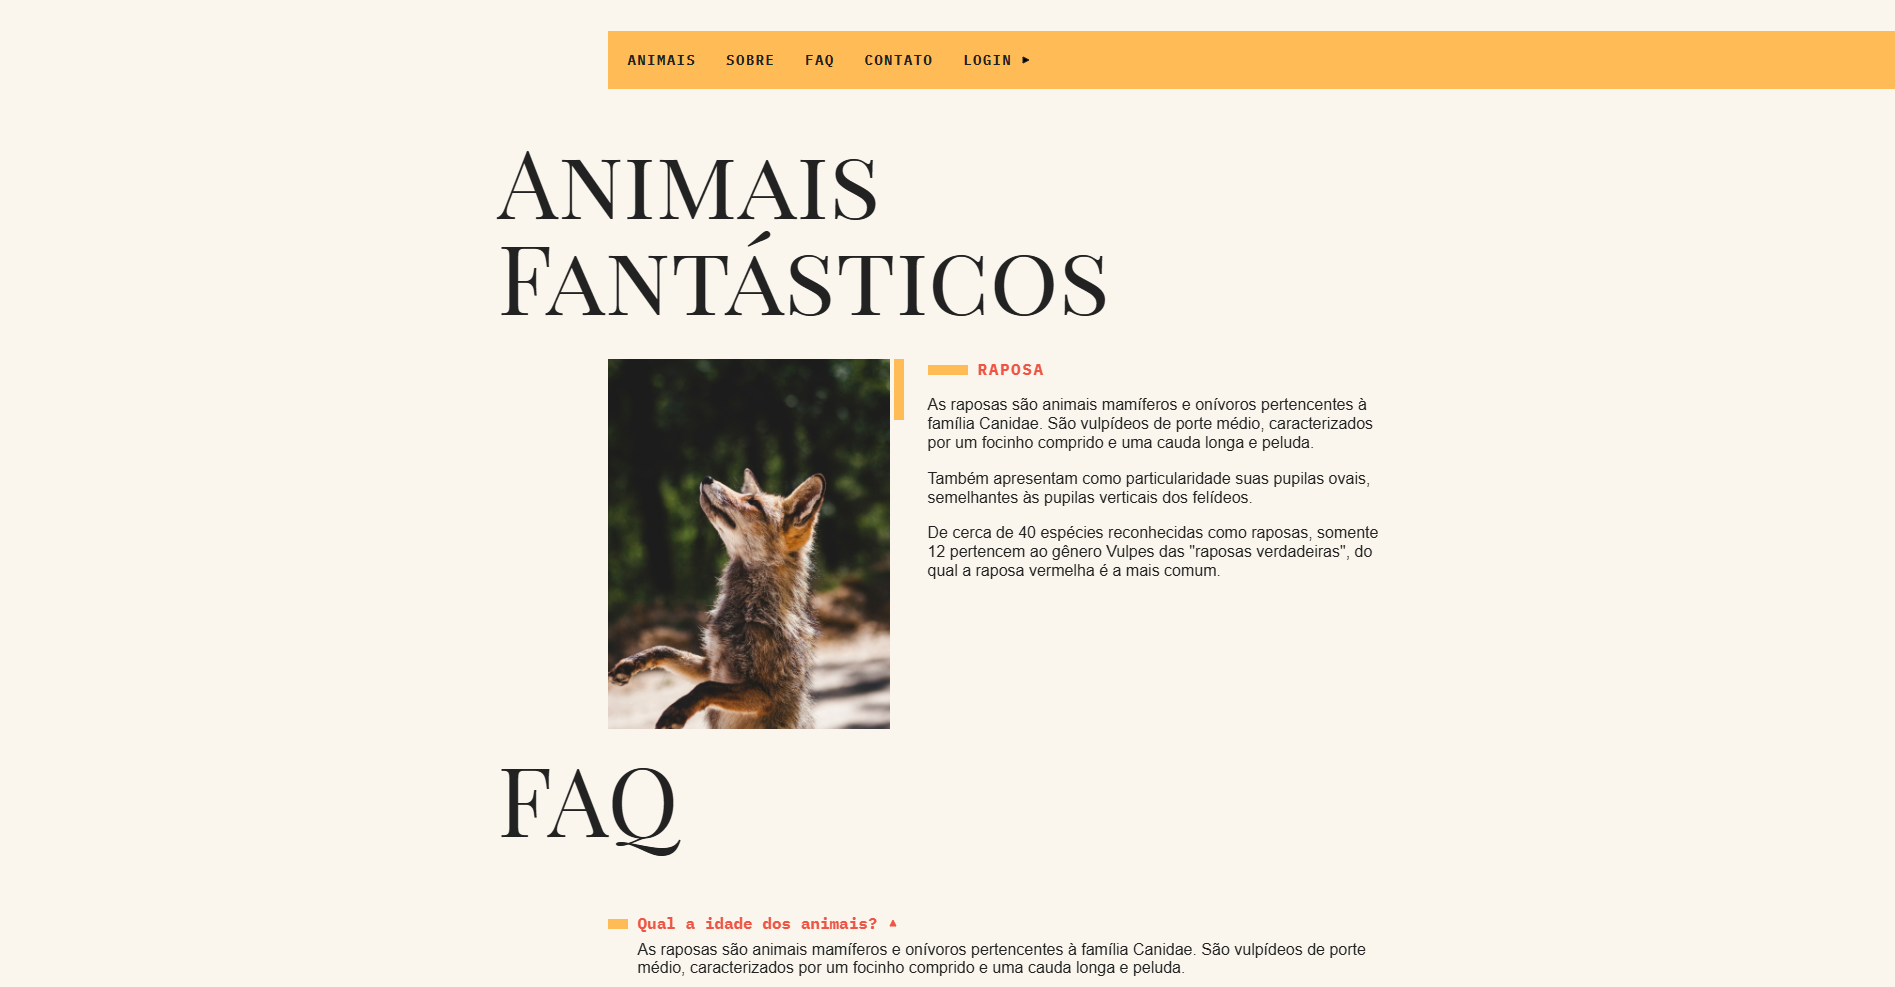 ANIMAIS SOBRE FAQ CONTATO LOGIN ▸
Animais
Fantásticos
RAPOSA
As raposas são animais mamíferos e onívoros pertencentes à
família Canidae. São vulpídeos de porte médio, caracterizados
por um focinho comprido e uma cauda longa e peluda.
Também apresentam como particularidade suas pupilas ovais,
semelhantes às pupilas verticais dos felídeos.
De cerca de 40 espécies reconhecidas como raposas, somente
12 pertencem ao gênero Vulpes das "raposas verdadeiras", do
qual a raposa vermelha é a mais comum.
FAQ
Qual a idade dos animais? ▴
As raposas são animais mamíferos e onívoros pertencentes à família Canidae. São vulpídeos de porte
médio, caracterizados por um focinho comprido e uma cauda longa e peluda.